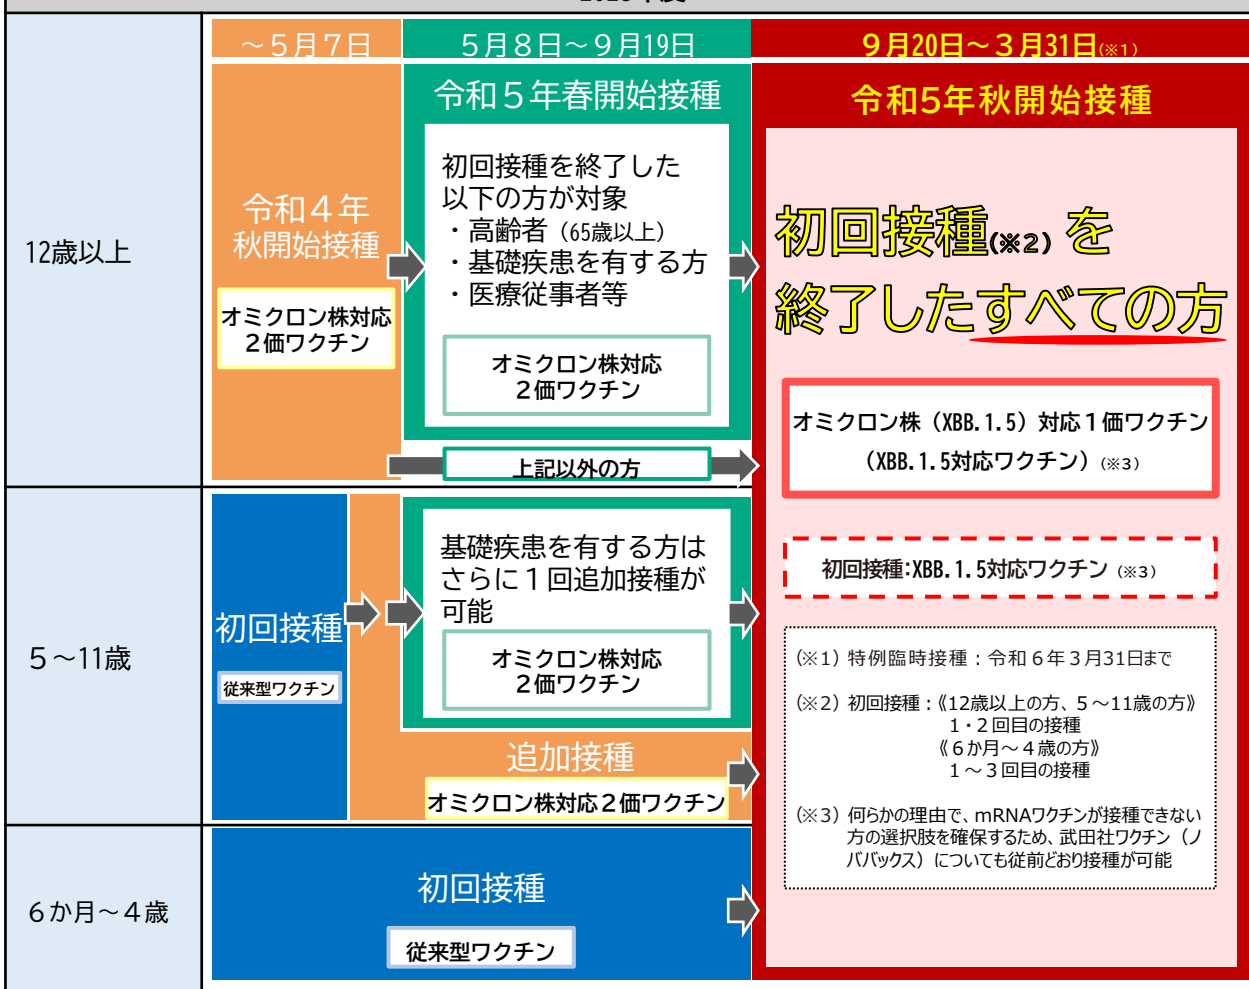 ～５月７日
５月８日～９月19日
９月20日～３月31日(※1)
12歳以上
令和４年
秋開始接種
オミクロン株対応
２価ワクチン
令和５年春開始接種
初回接種を終了した
以下の方が対象
・高齢者（65歳以上）
・基礎疾患を有する方
・医療従事者等
オミクロン株対応
２価ワクチン
上記以外の方
令和5年秋開始接種
初回接種(※2) を
終了したすべての方
オミクロン株（XBB.1.5）対応１価ワクチン
（XBB.1.5対応ワクチン）(※3)
初回接種:XBB.1.5対応ワクチン (※3)
(※1) 特例臨時接種：令和６年３月31日まで
(※2) 初回接種：《12歳以上の方、５～11歳の方》
1・２回目の接種
《６か月～４歳の方》
１～３回目の接種
(※3) 何らかの理由で、mRNAワクチンが接種できない
方の選択肢を確保するため、武田社ワクチン（ノ
ババックス）についても従前どおり接種が可能
５～11歳
初回接種
従来型ワクチン
基礎疾患を有する方は
さらに１回追加接種が
可能
オミクロン株対応
２価ワクチン
追加接種
オミクロン株対応２価ワクチン
６か月～４歳
初回接種
従来型ワクチン